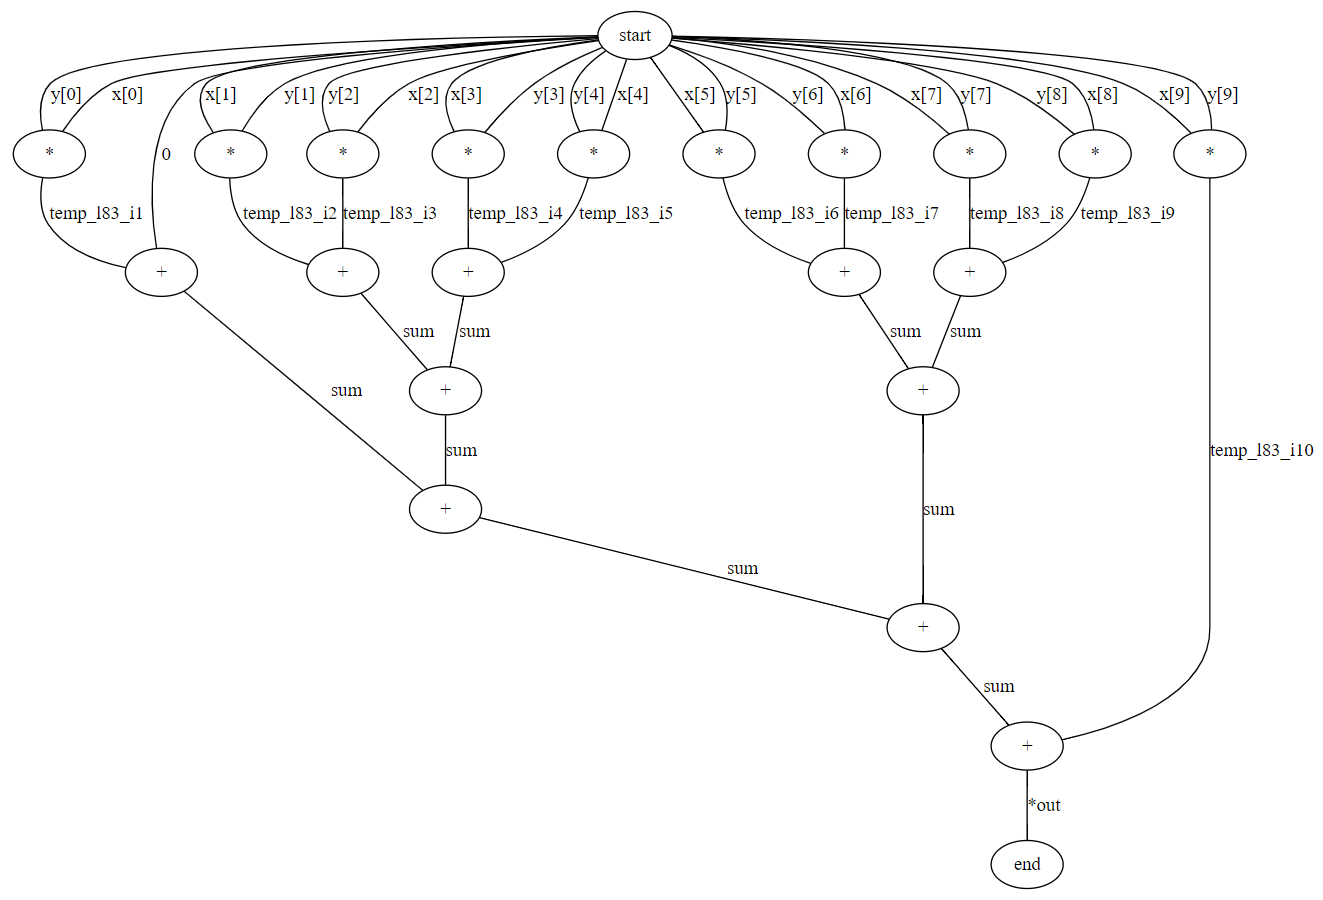 start
y[0] x[0] x[1] y[1] y[2] x[2] x[3] y[3] y[4] x[4] x[5] y[5] y[6] x[6] x[7] y[7] y[8] x[8] x[9] y[9]
* 0 * * * * * * * * *
temp_l83_i1 temp_l83_i2 temp_l83_i3 temp_l83_i4 temp_l83_i5 temp_l83_i6 temp_l83_i7 temp_l83_i8 temp_l83_i9
+ + + + +
sum sum sum sum
sum + +
sum temp_l83_i10
+ sum
sum
+
sum
+
*out
end